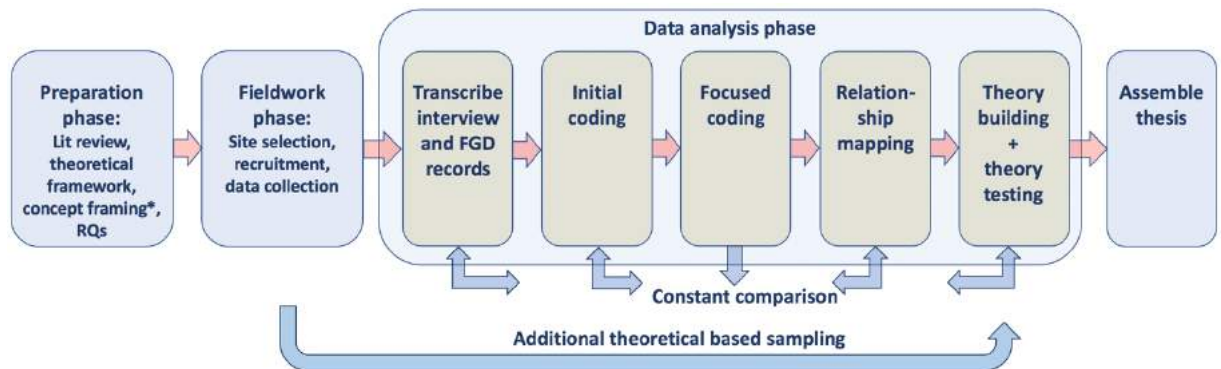 Data analysis phase
Preparation
phase:
Lit review,
theoretical
framework,
concept framing*,
RQs
Fieldwork
phase:
Site selection,
recruitment,
data collection
Transcribe
interview
and FGD
records
Initial
coding
Focused
coding
Relation-
ship
mapping
Theory
building
+
theory
testing
Assemble
thesis
Constant comparison
Additional theoretical based sampling